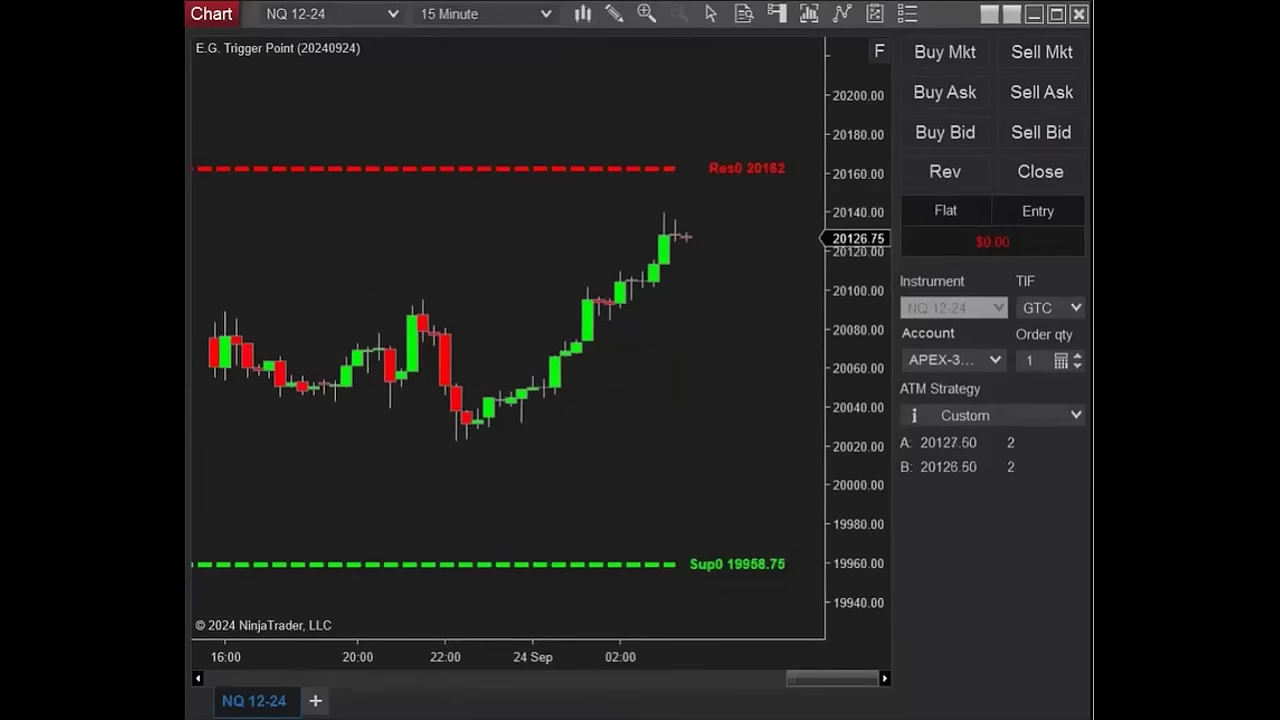 Chart NQ 12-24 15 Minute
E.G. Trigger Point (20240924)
F
Buy Mkt Sell Mkt
Buy Ask Sell Ask
Buy Bid Sell Bid
Rev Close
Flat Entry
$0.00
Instrument TIF
NQ 12-24 GTC
Account Order qty
APEX-3... 1
ATM Strategy
i Custom
A: 20127.50 2
B: 20126.50 2
20200.00
20180.00
Res0 20162
20160.00
20140.00
20126.75
20120.00
20100.00
20080.00
20060.00
20040.00
20020.00
20000.00
19980.00
Sup0 19958.75
19960.00
19940.00
© 2024 NinjaTrader, LLC
16:00 20:00 22:00 24 Sep 02:00
NQ 12-24 +